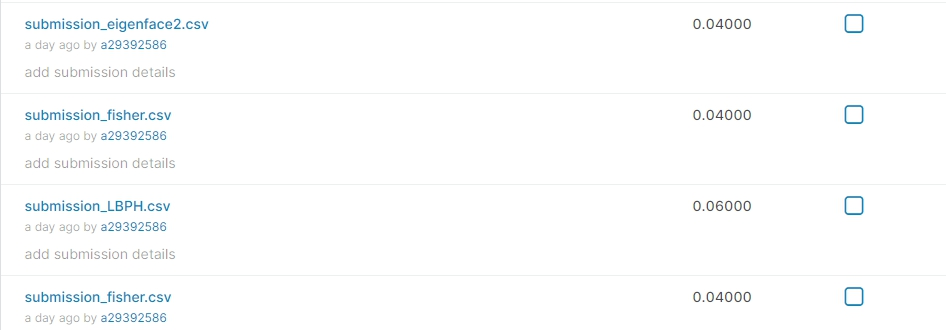 submission_eigenface2.csv 0.04000
a day ago by a29392586
add submission details
submission_fisher.csv 0.04000
a day ago by a29392586
add submission details
submission_LBPH.csv 0.06000
a day ago by a29392586
add submission details
submission_fisher.csv 0.04000
a day ago by a29392586